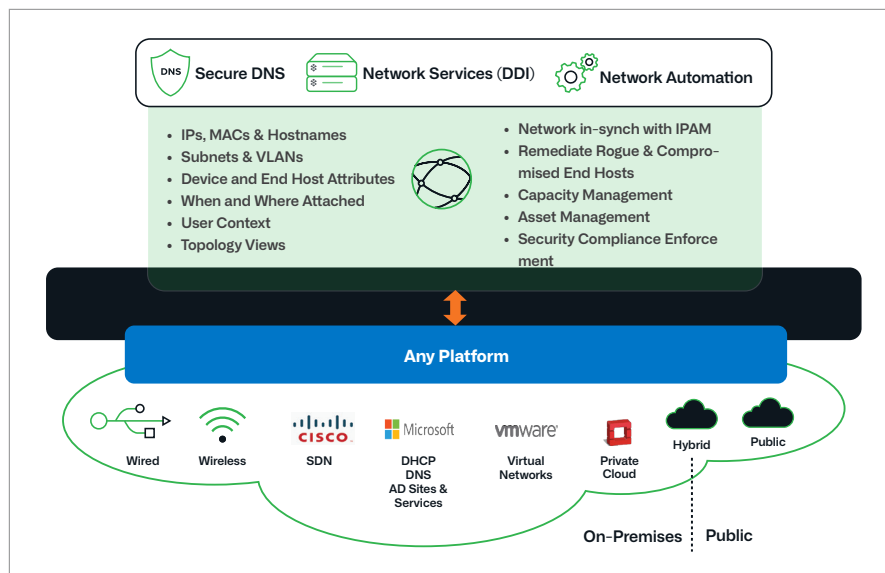 DNS
Secure DNS
Network Services (DDI)
Network Automation
• IPs, MACs & Hostnames
• Subnets & VLANs
• Device and End Host Attributes
• When and Where Attached
• User Context
• Topology Views
• Network in-synch with IPAM
• Remediate Rogue & Compro-
mised End Hosts
• Capacity Management
• Asset Management
• Security Compliance Enforce
ment
Any Platform
CISCO
Microsoft
vmware®
Wired
Wireless
SDN
DHCP
DNS
AD Sites &
Services
Virtual
Networks
Private
Cloud
Hybrid
Public
On-Premises
Public